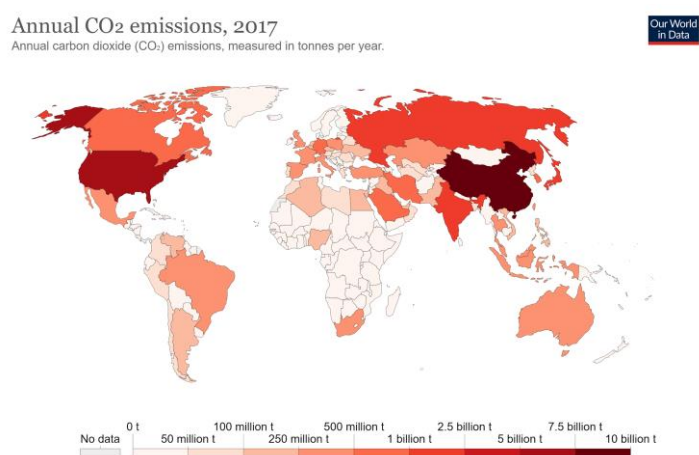 Annual CO₂ emissions, 2017
Annual carbon dioxide (CO₂) emissions, measured in tonnes per year.
Our World
in Data
0 t 100 million t 500 million t 2.5 billion t 7.5 billion t
No data 50 million t 250 million t 1 billion t 5 billion t 10 billion t